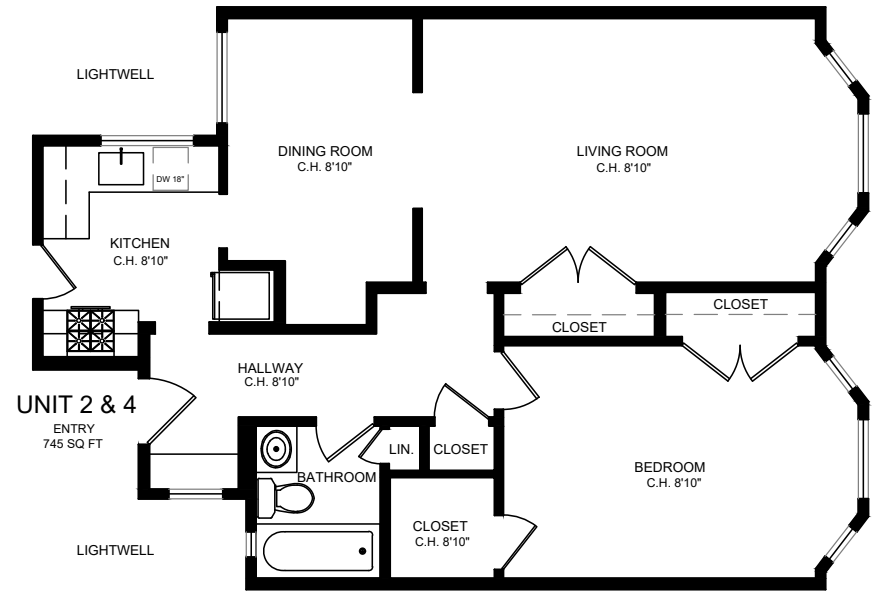 LIGHTWELL
DINING ROOM
C.H. 8'10"
LIVING ROOM
C.H. 8'10"
DW 18"
KITCHEN
C.H. 8'10"
CLOSET
CLOSET
HALLWAY
C.H. 8'10"
UNIT 2 & 4
ENTRY
745 SQ FT
LIN.
CLOSET
BATHROOM
BEDROOM
C.H. 8'10"
CLOSET
C.H. 8'10"
LIGHTWELL